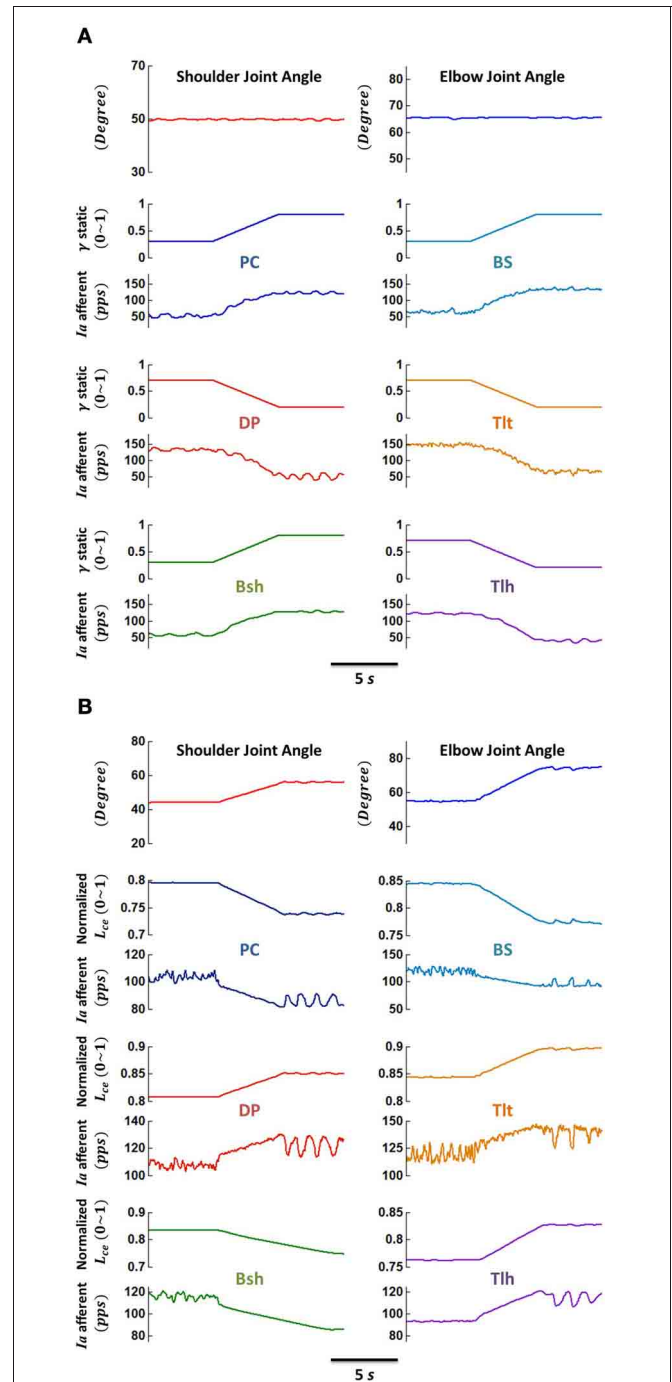 A
Shoulder Joint Angle
Elbow Joint Angle
70
50
30
(Degree)
80
70
60
50
(Degree)
γ static
(0~1)
1
0.5
0
PC
1
0.5
0
BS
Ia afferent
(pps)
150
100
50
150
100
50
γ static
(0~1)
1
0.5
0
DP
1
0.5
0
Tlt
Ia afferent
(pps)
150
100
50
150
100
50
γ static
(0~1)
1
0.5
0
Bsh
1
0.5
0
Tlh
Ia afferent
(pps)
150
100
50
150
100
50
5 s
B
Shoulder Joint Angle
Elbow Joint Angle
80
60
40
20
(Degree)
80
60
40
(Degree)
Normalized
Lce (0~1)
0.8
0.75
0.7
PC
0.85
0.8
0.75
BS
Ia afferent
(pps)
120
100
80
150
100
50
Normalized
Lce (0~1)
0.9
0.85
0.8
DP
0.9
0.85
0.8
Tlt
Ia afferent
(pps)
140
120
100
150
125
100
Normalized
Lce (0~1)
0.9
0.8
0.7
Bsh
0.85
0.8
0.75
Tlh
Ia afferent
(pps)
120
100
80
120
100
80
5 s